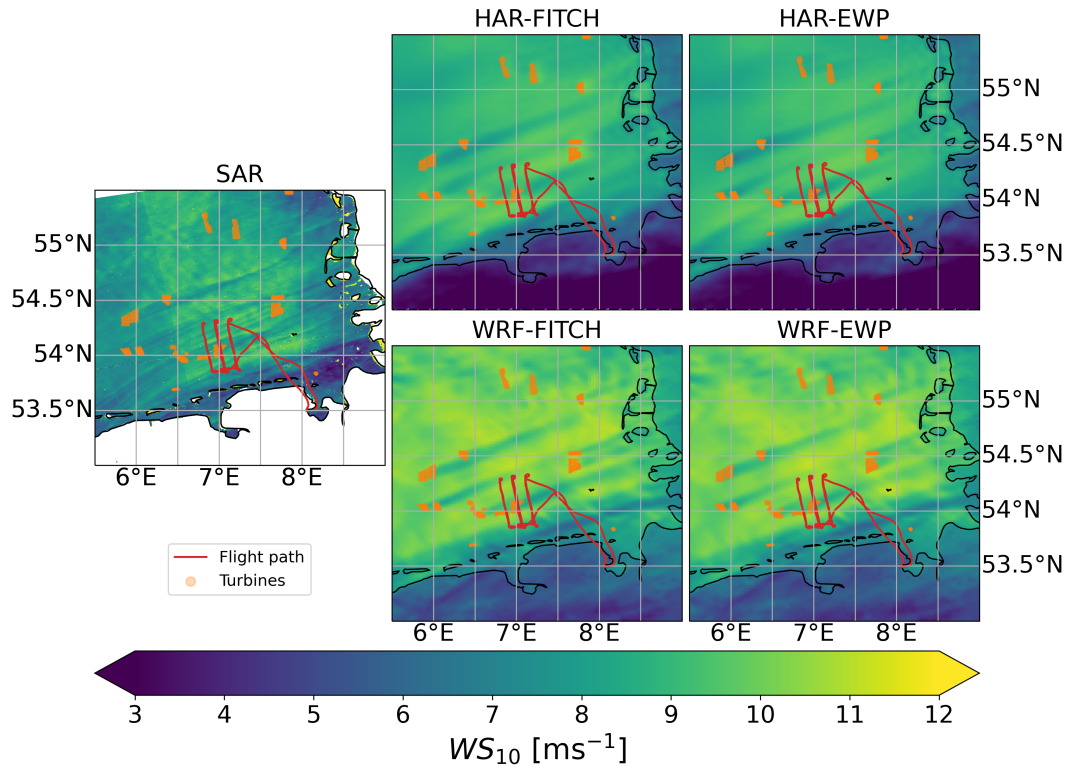 HAR-FITCH HAR-EWP
55°N
54.5°N
54°N
53.5°N
SAR
55°N
54.5°N
54°N
53.5°N
6°E 7°E 8°E
WRF-FITCH WRF-EWP
55°N
54.5°N
54°N
53.5°N
6°E 7°E 8°E 6°E 7°E 8°E
Flight path
Turbines
3 4 5 6 7 8 9 10 11 12
WS₁₀ [ms⁻¹]